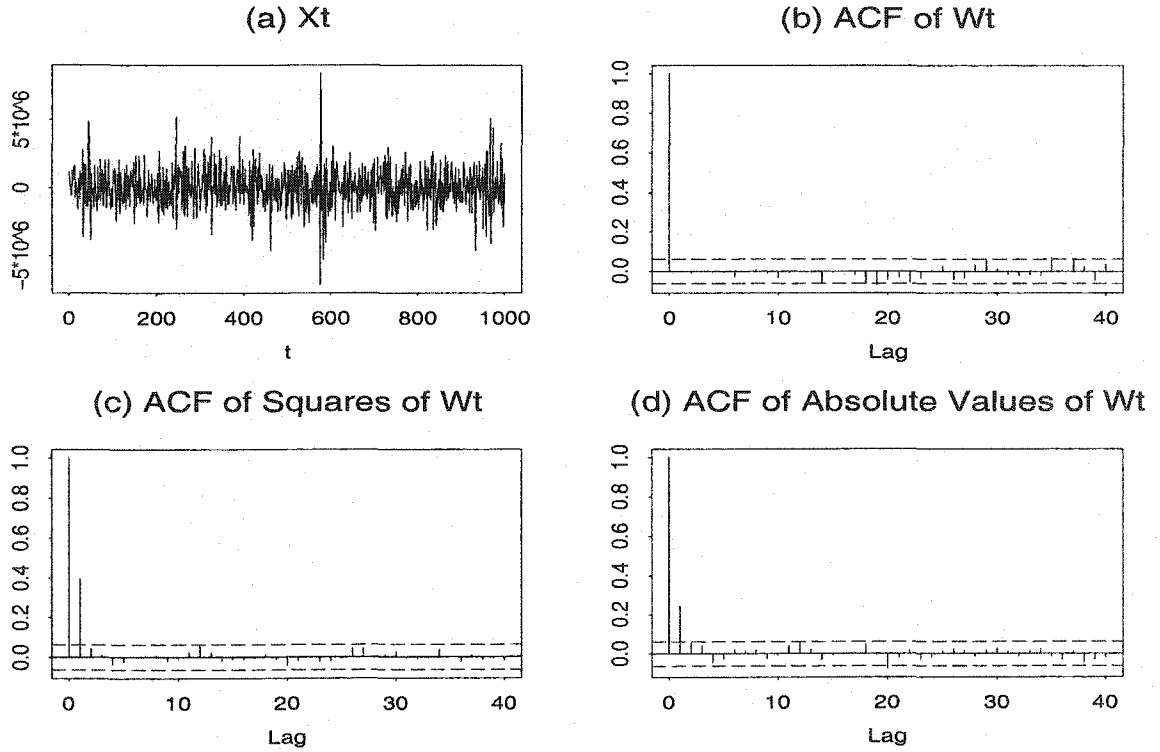 (a) Xt
5*10^6
0
-5*10^6
0 200 400 600 800 1000
t
(b) ACF of Wt
1.0
0.8
0.6
0.4
0.2
0.0
0 10 20 30 40
Lag
(c) ACF of Squares of Wt
1.0
0.8
0.6
0.4
0.2
0.0
0 10 20 30 40
Lag
(d) ACF of Absolute Values of Wt
1.0
0.8
0.6
0.4
0.2
0.0
0 10 20 30 40
Lag